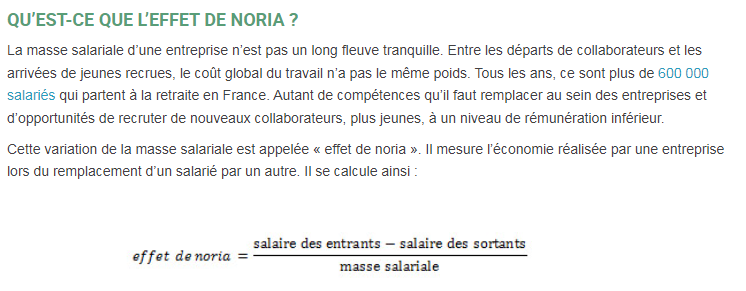 QU’EST-CE QUE L’EFFET DE NORIA ?
La masse salariale d’une entreprise n’est pas un long fleuve tranquille. Entre les départs de collaborateurs et les
arrivées de jeunes recrues, le coût global du travail n’a pas le même poids. Tous les ans, ce sont plus de 600 000
salariés qui partent à la retraite en France. Autant de compétences qu’il faut remplacer au sein des entreprises et
d’opportunités de recruter de nouveaux collaborateurs, plus jeunes, à un niveau de rémunération inférieur.
Cette variation de la masse salariale est appelée « effet de noria ». Il mesure l’économie réalisée par une entreprise
lors du remplacement d’un salarié par un autre. Il se calcule ainsi :
effet de noria = salaire des entrants − salaire des sortants
masse salariale